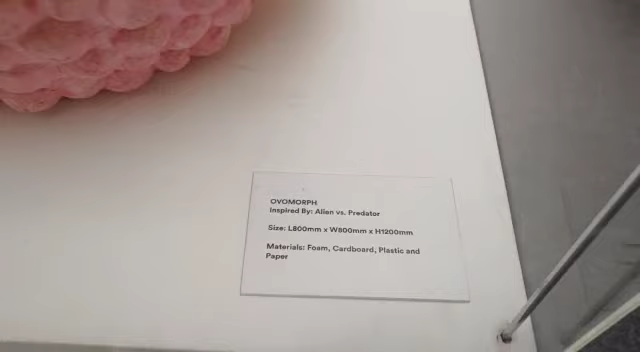 OVOMORPH
Inspired By: Alien vs. Predator
Size: L800mm x W800mm x H1200mm
Materials: Foam, Cardboard, Plastic and
Paper